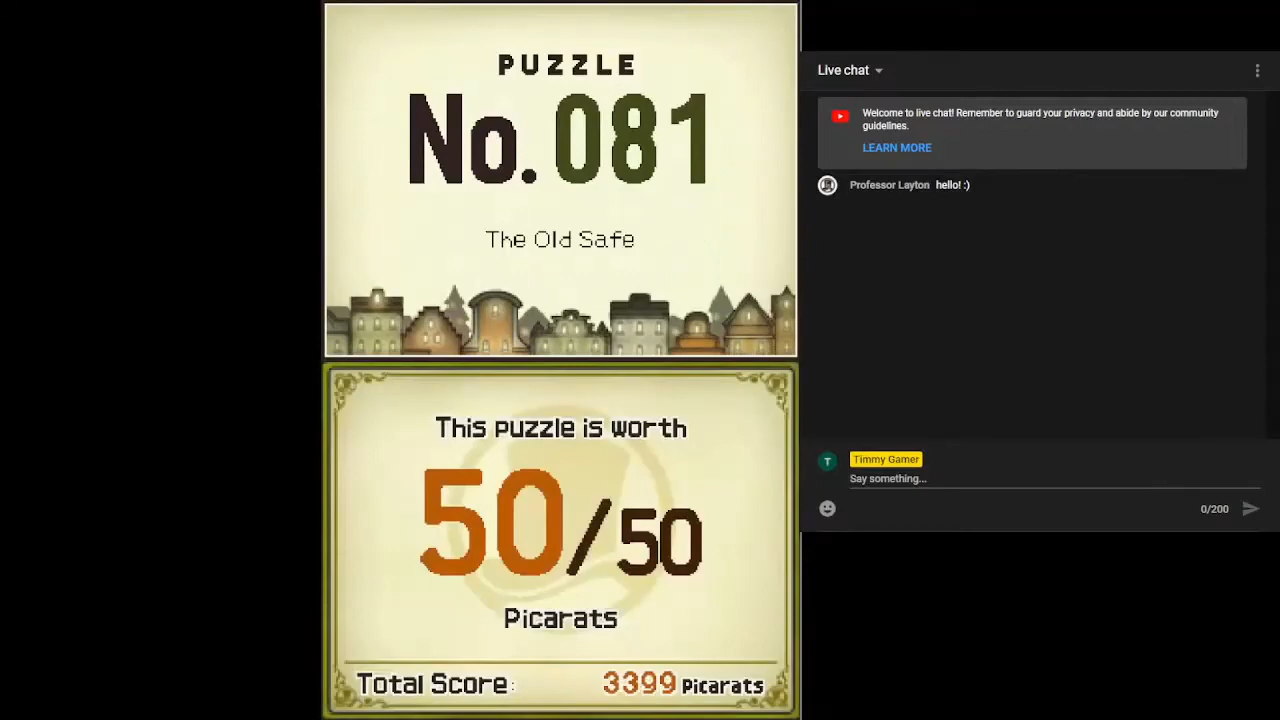 PUZZLE
No. 081
The Old Safe
This puzzle is worth
50/50
Picarats
Total Score: 3399 Picarats
Live chat
Welcome to live chat! Remember to guard your privacy and abide by our community
guidelines.
LEARN MORE
Professor Layton hello! :)
T
Timmy Gamer
Say something...
0/200